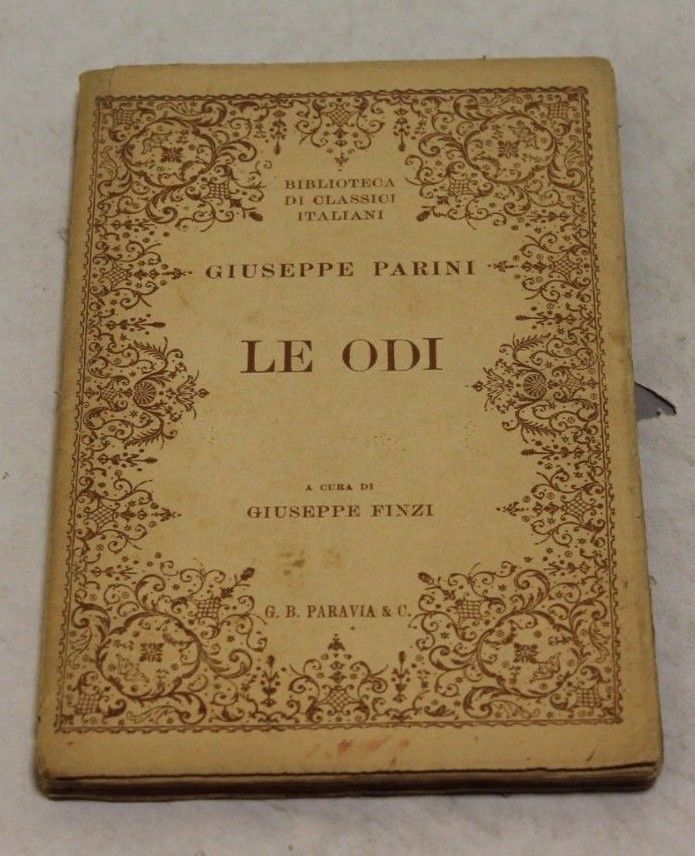 BIBLIOTECA
DI CLASSICI
ITALIANI
GIUSEPPE PARINI
LE ODI
A CURA DI
GIUSEPPE FINZI
G. B. PARAVIA & C.